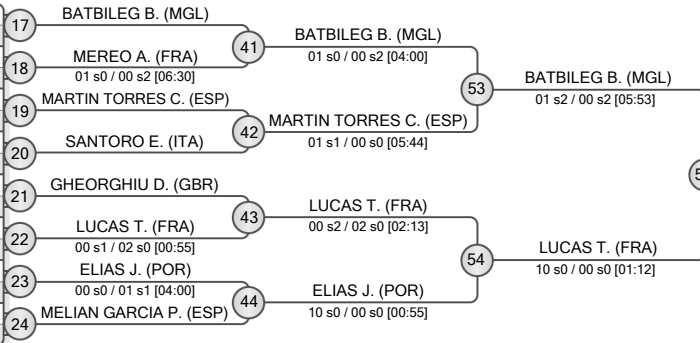 17
BATBILEG B. (MGL)
18
MEREO A. (FRA)
01 s0 / 00 s2 [06:30]
19
MARTIN TORRES C. (ESP)
20
SANTORO E. (ITA)
21
GHEORGHIU D. (GBR)
22
LUCAS T. (FRA)
00 s1 / 02 s0 [00:55]
23
ELIAS J. (POR)
00 s0 / 01 s1 [04:00]
24
MELIAN GARCIA P. (ESP)
41
BATBILEG B. (MGL)
01 s0 / 00 s2 [04:00]
42
MARTIN TORRES C. (ESP)
01 s1 / 00 s0 [05:44]
43
LUCAS T. (FRA)
00 s2 / 02 s0 [02:13]
44
ELIAS J. (POR)
10 s0 / 00 s0 [00:55]
53
BATBILEG B. (MGL)
01 s2 / 00 s2 [05:53]
54
LUCAS T. (FRA)
10 s0 / 00 s0 [01:12]